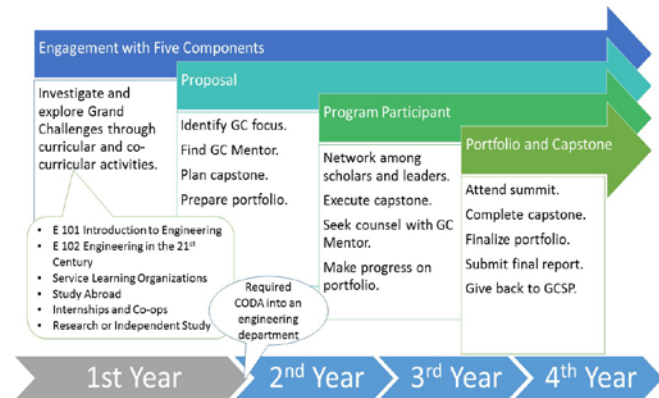 Engagement with Five Components
Investigate and
explore Grand
Challenges through
curricular and co-
curricular activities.
Proposal
Identify GC focus.
Find GC Mentor.
Plan capstone.
Prepare portfolio.
Program Participant
Network among
scholars and leaders.
Execute capstone.
Seek counsel with GC
Mentor.
Make progress on
portfolio.
Portfolio and Capstone
Attend summit.
Complete capstone.
Finalize portfolio.
Submit final report.
Give back to GCSP.
• E 101 Introduction to Engineering
• E 102 Engineering in the 21st
Century
• Service Learning Organizations
• Study Abroad
• Internships and Co-ops
• Research or Independent Study
Required
CODA into an
engineering
department
1st Year
2nd Year
3rd Year
4th Year